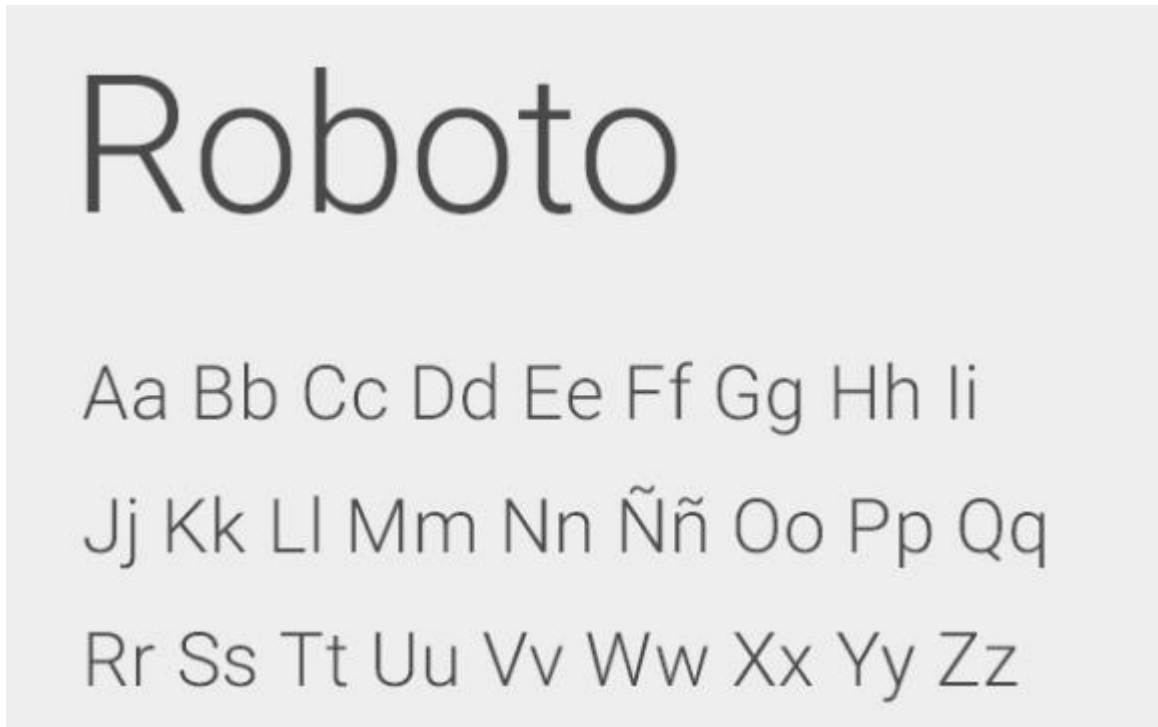 Roboto
Aa Bb Cc Dd Ee Ff Gg Hh Ii
Jj Kk Ll Mm Nn Ññ Oo Pp Qq
Rr Ss Tt Uu Vv Ww Xx Yy Zz